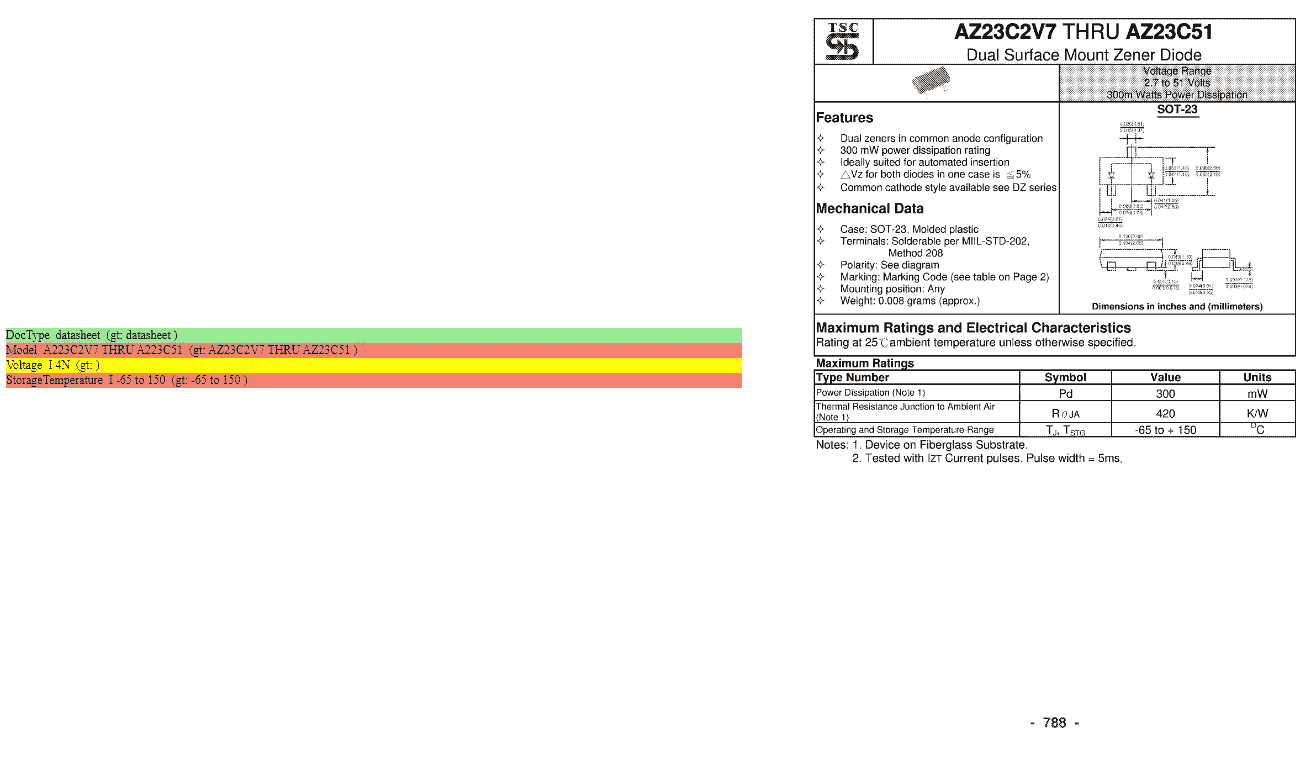 DocType datasheet (gt: datasheet )
Model A223C2V7 THRU A223C51 (gt: AZ23C2V7 THRU AZ23C51 )
Voltage I 4N (gt: )
StorageTemperature I -65 to 150 (gt: -65 to 150 )
TSC
AZ23C2V7 THRU AZ23C51
Dual Surface Mount Zener Diode
Voltage Range
2.7 to 51 Volts
300m Watts Power Dissipation
SOT-23
Features
✧ Dual zeners in common anode configuration
✧ 300 mW power dissipation rating
✧ Ideally suited for automated insertion
✧ △Vz for both diodes in one case is ≦5%
✧ Common cathode style available see DZ series
Mechanical Data
✧ Case: SOT-23, Molded plastic
✧ Terminals: Solderable per MIIL-STD-202,
Method 208
✧ Polarity: See diagram
✧ Marking: Marking Code (see table on Page 2)
✧ Mounting position: Any
✧ Weight: 0.008 grams (approx.)
Dimensions in inches and (millimeters)
Maximum Ratings and Electrical Characteristics
Rating at 25℃ ambient temperature unless otherwise specified.
Maximum Ratings
Type Number Symbol Value Units
Power Dissipation (Note 1) Pd 300 mW
Thermal Resistance Junction to Ambient Air
(Note 1) RθJA 420 K/W
Operating and Storage Temperature Range TJ, TSTG -65 to + 150 °C
Notes: 1. Device on Fiberglass Substrate.
2. Tested with IZT Current pulses. Pulse width = 5ms.
- 788 -